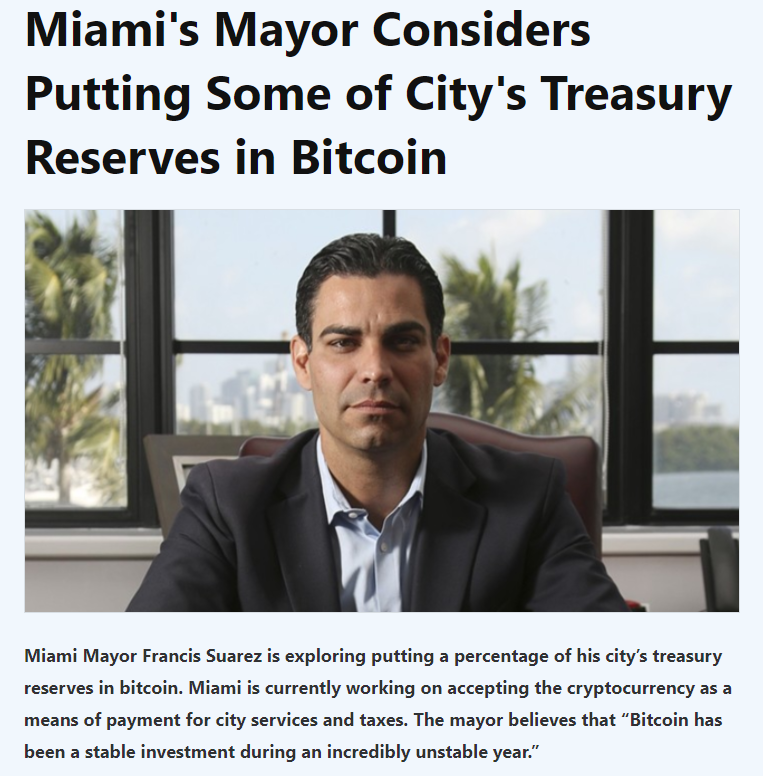 Miami's Mayor Considers
Putting Some of City's Treasury
Reserves in Bitcoin
Miami Mayor Francis Suarez is exploring putting a percentage of his city’s treasury
reserves in bitcoin. Miami is currently working on accepting the cryptocurrency as a
means of payment for city services and taxes. The mayor believes that “Bitcoin has
been a stable investment during an incredibly unstable year.”